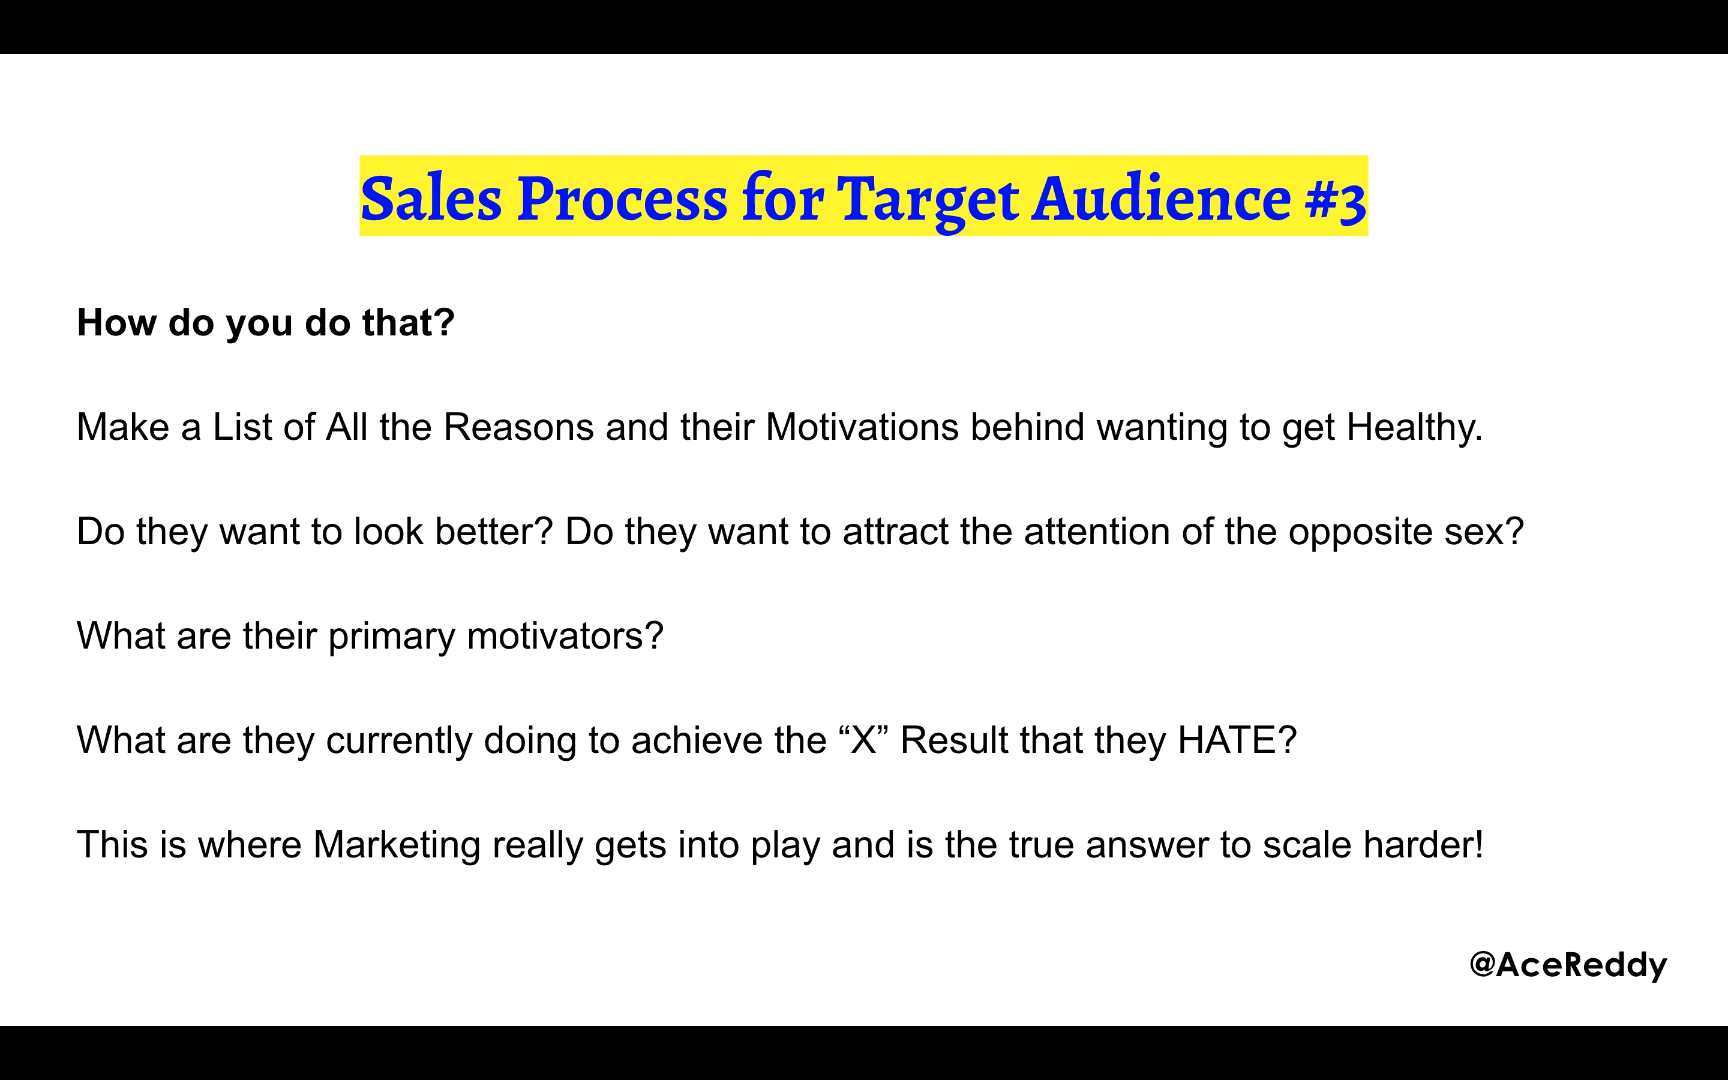 Sales Process for Target Audience #3
How do you do that?
Make a List of All the Reasons and their Motivations behind wanting to get Healthy.
Do they want to look better? Do they want to attract the attention of the opposite sex?
What are their primary motivators?
What are they currently doing to achieve the “X” Result that they HATE?
This is where Marketing really gets into play and is the true answer to scale harder!
@AceReddy